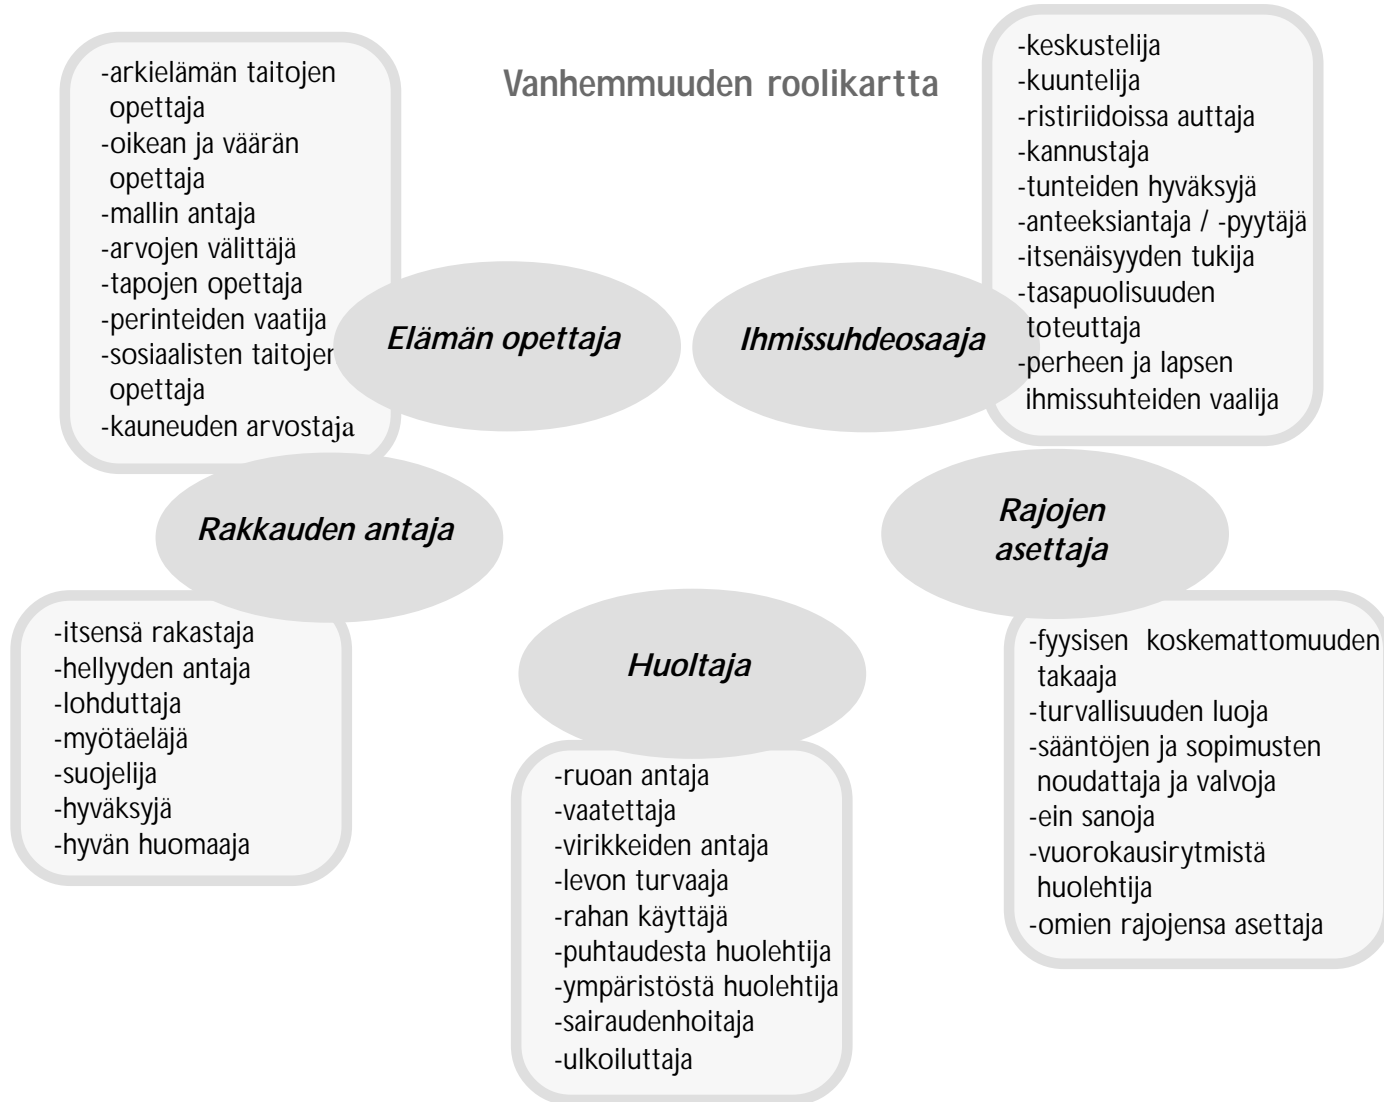 Vanhemmuuden roolikartta
-arkielämän taitojen
opettaja
-oikean ja väärän
opettaja
-mallin antaja
-arvojen välittäjä
-tapojen opettaja
-perinteiden vaatija
-sosiaalisten taitojen
opettaja
-kauneuden arvostaja
Elämän opettaja
-keskustelija
-kuuntelija
-ristiriidoissa auttaja
-kannustaja
-tunteiden hyväksyjä
-anteeksiantaja / -pyytäjä
-itsenäisyyden tukija
-tasapuolisuuden
toteuttaja
-perheen ja lapsen
ihmissuhteiden vaalija
Ihmissuhdeosaaja
Rakkauden antaja
-itsensä rakastaja
-hellyyden antaja
-lohduttaja
-myötäeläjä
-suojelija
-hyväksyjä
-hyvän huomaaja
Huoltaja
-ruoan antaja
-vaatettaja
-virikkeiden antaja
-levon turvaaja
-rahan käyttäjä
-puhtaudesta huolehtija
-ympäristöstä huolehtija
-sairaudenhoitaja
-ulkoiluttaja
Rajojen
asettaja
-fyysisen koskemattomuuden
takaaja
-turvallisuuden luoja
-sääntöjen ja sopimusten
noudattaja ja valvoja
-ein sanoja
-vuorokausirytmistä
huolehtija
-omien rajojensa asettaja